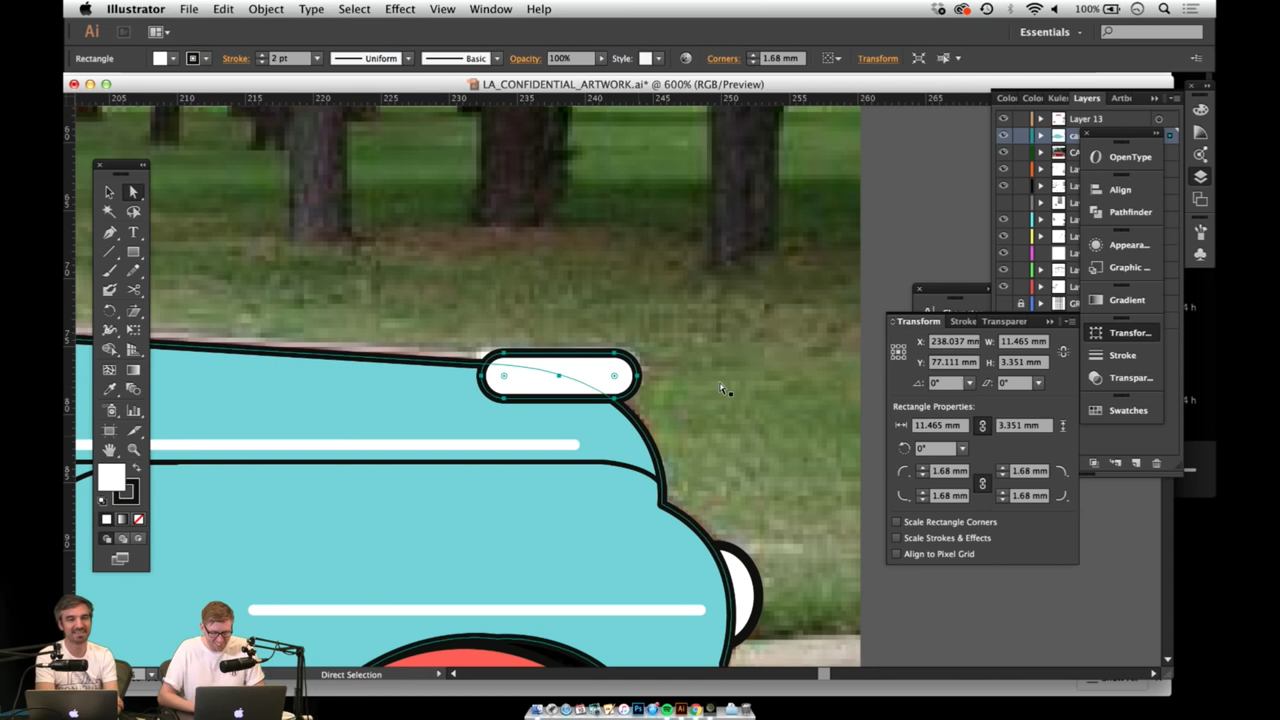 Illustrator File Edit Object Type Select Effect View Window Help 100%
Ai Essentials
Rectangle Stroke: 2 pt Uniform Basic Opacity: 100% Style: Corners: 1.68 mm Transform
LA_CONFIDENTIAL_ARTWORK.ai* @ 600% (RGB/Preview)
205 210 215 220 225 230 235 240 245 250 255 260 265
Layers
Layer 13
OpenType
Align
Pathfinder
Appeara...
Graphic ...
Gradient
Transfor...
Stroke
Transpar...
Swatches
Transform Stroke Transparer
X: 238.037 mm W: 11.465 mm
Y: 77.111 mm H: 3.351 mm
0° 0°
Rectangle Properties:
11.465 mm 3.351 mm
0°
1.68 mm 1.68 mm
1.68 mm 1.68 mm
Scale Rectangle Corners
Scale Strokes & Effects
Align to Pixel Grid
Direct Selection